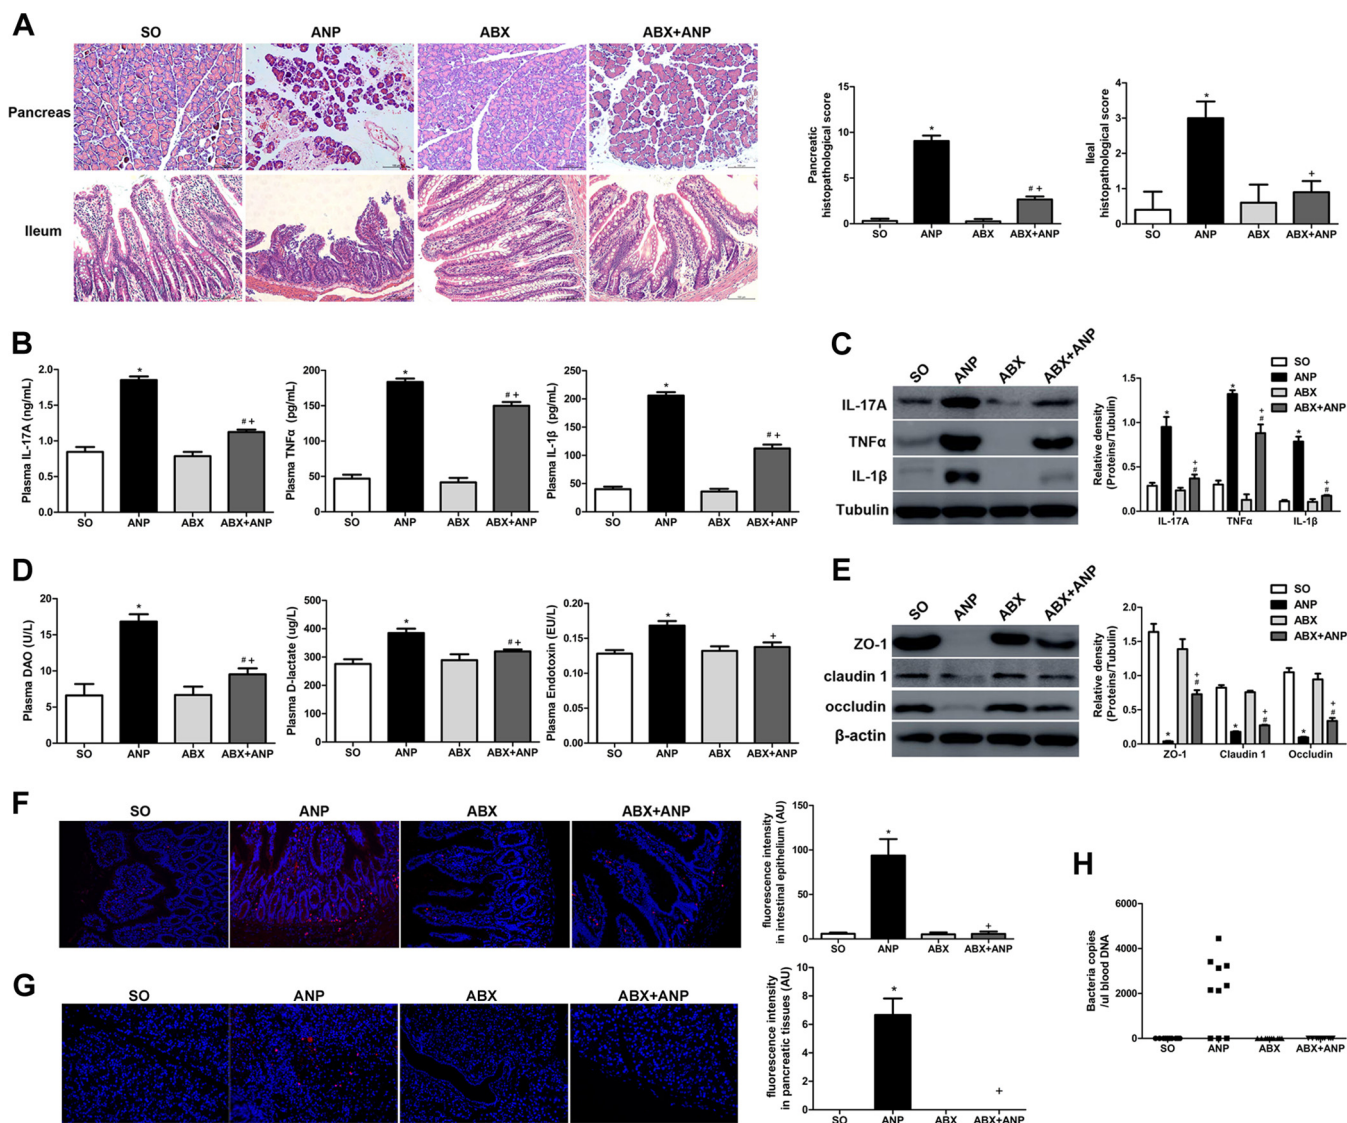 A
SO ANP ABX ABX+ANP
Pancreas
Ileum
Pancreatic
histopathological score
10
5
0
SO ANP ABX ABX+ANP
*
# +
Ileal
histopathological score
4
3
2
1
0
SO ANP ABX ABX+ANP
*
+
B
Plasma IL-17A (ng/mL)
2.0
1.5
1.0
0.5
0.0
SO ANP ABX ABX+ANP
*
# +
Plasma TNFα (pg/mL)
200
150
100
50
0
SO ANP ABX ABX+ANP
*
# +
Plasma IL-1β (pg/mL)
250
200
150
100
50
0
SO ANP ABX ABX+ANP
*
# +
C
SO ANP ABX ABX+ANP
IL-17A
TNFα
IL-1β
Tubulin
Relative density
(Proteins/Tubulin)
1.5
1.0
0.5
0.0
IL-17A TNFα IL-1β
*
+
#
*
+
#
*
+
#
SO
ANP
ABX
ABX+ANP
D
Plasma DAO (U/L)
20
15
10
5
0
SO ANP ABX ABX+ANP
*
# +
Plasma D-lactate (ug/L)
500
400
300
200
100
0
SO ANP ABX ABX+ANP
*
# +
Plasma Endotoxin (EU/L)
0.20
0.15
0.10
0.05
0.00
SO ANP ABX ABX+ANP
*
+
E
SO ANP ABX ABX+ANP
ZO-1
claudin 1
occludin
β-actin
Relative density
(Proteins/Tubulin)
2.0
1.5
1.0
0.5
0.0
ZO-1 Claudin 1 Occludin
*
+
#
*
+
#
*
+
#
SO
ANP
ABX
ABX+ANP
F
SO ANP ABX ABX+ANP
fluorescence intensity
in intestinal epithelium (AU)
150
100
50
0
SO ANP ABX ABX+ANP
*
+
G
SO ANP ABX ABX+ANP
fluorescence intensity
in pancreatic tissues (AU)
8
6
4
2
0
SO ANP ABX ABX+ANP
*
+
H
Bacteria copies
/ul blood DNA
6000
4000
2000
0
SO ANP ABX ABX+ANP